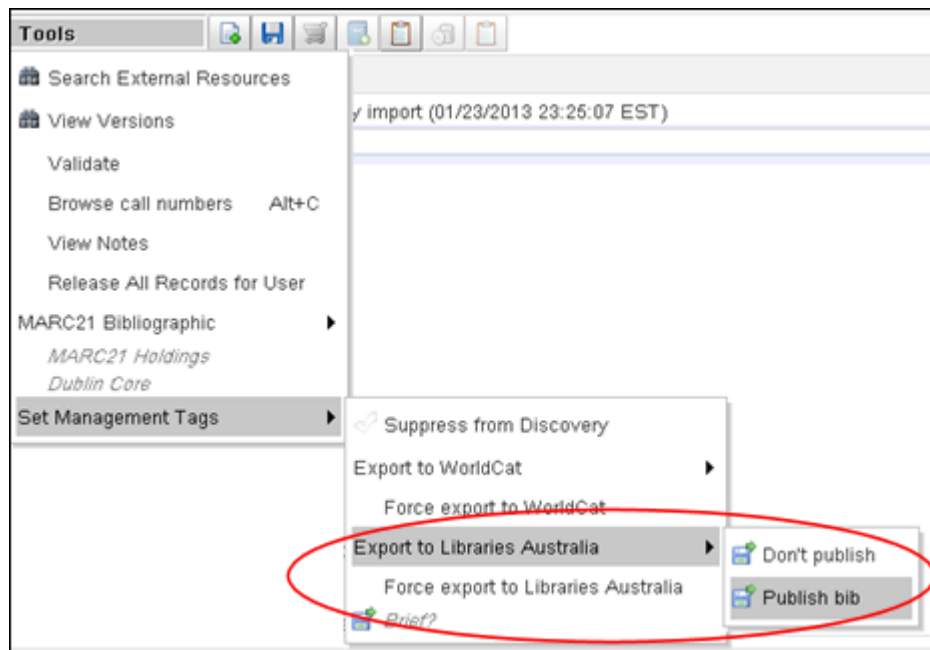 Tools
Search External Resources
y import (01/23/2013 23:25:07 EST)
View Versions
Validate
Browse call numbers Alt+C
View Notes
Release All Records for User
MARC21 Bibliographic
MARC21 Holdings
Dublin Core
Set Management Tags
Suppress from Discovery
Export to WorldCat
Force export to WorldCat
Export to Libraries Australia
Don't publish
Force export to Libraries Australia
Publish bib
Brief?